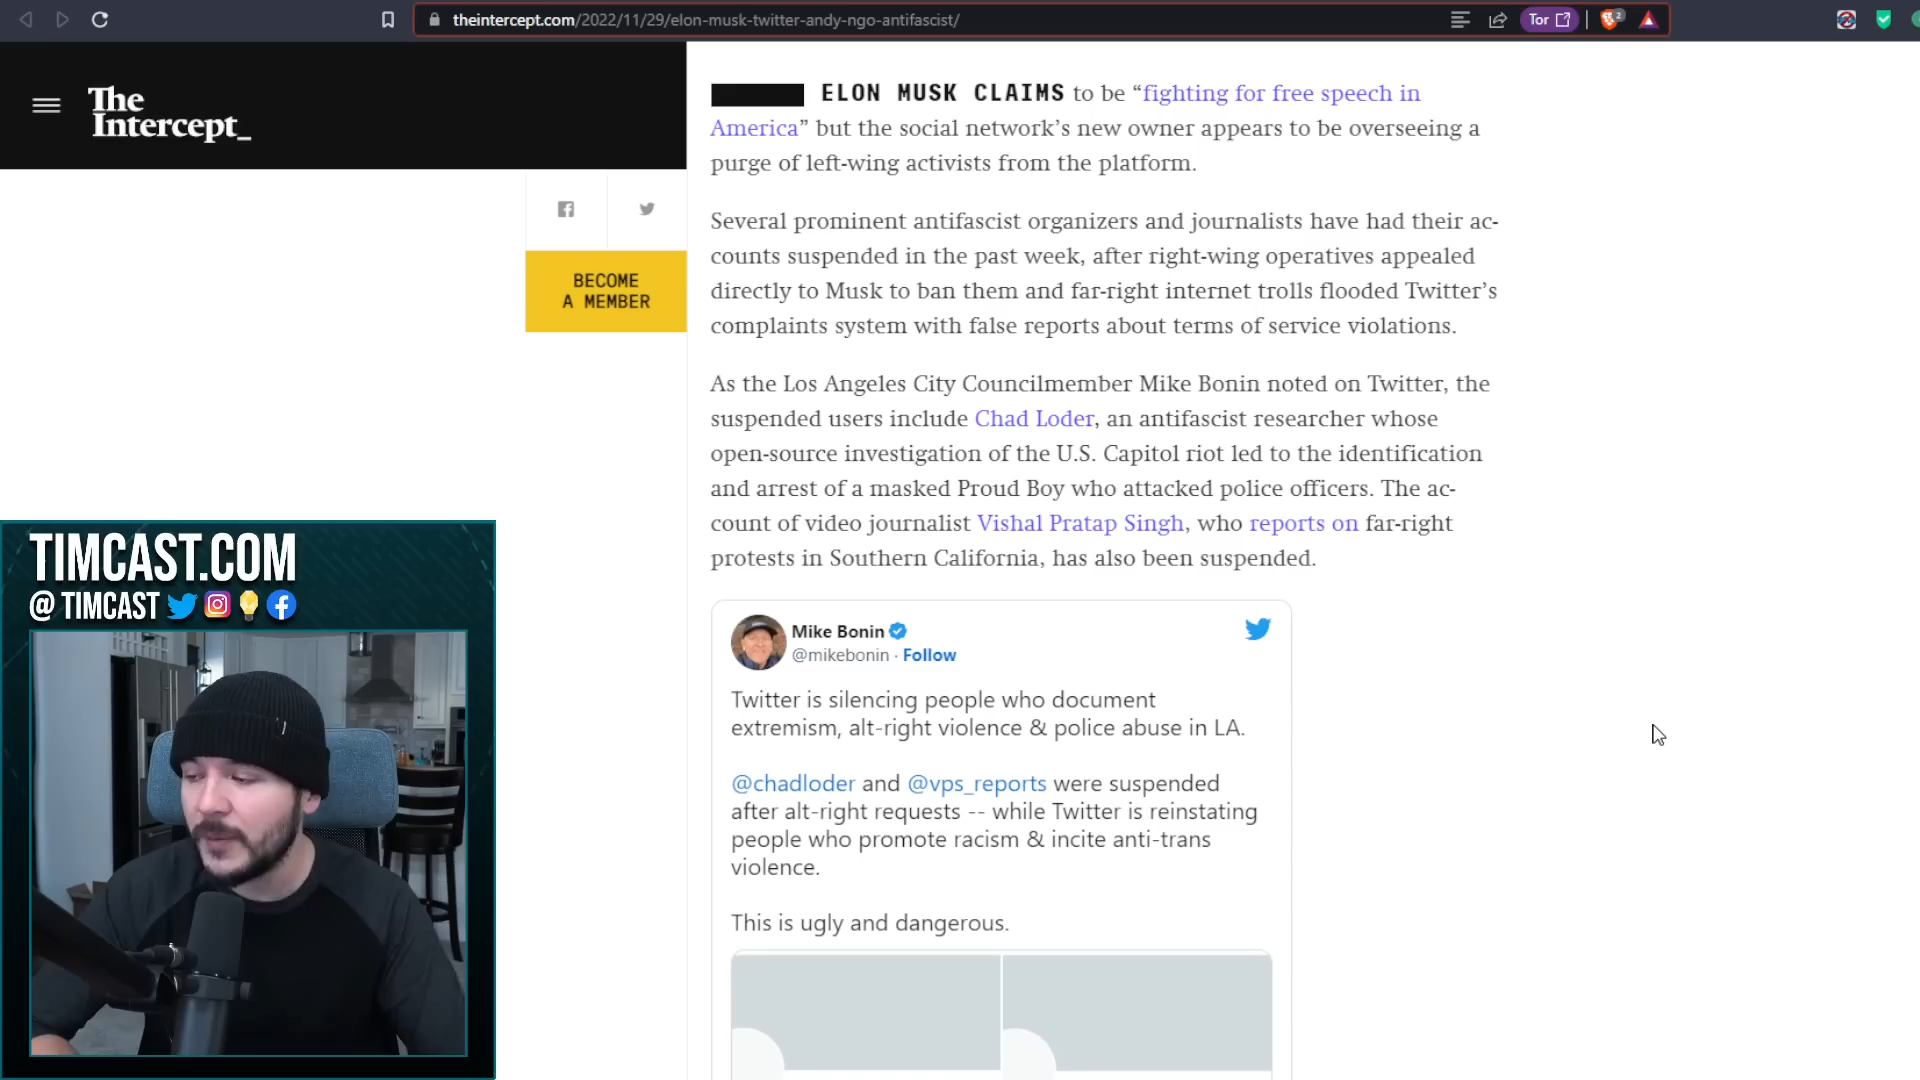 theintercept.com/2022/11/29/elon-musk-twitter-andy-ngo-antifascist/
Tor
2
The
Intercept_
BECOME
A MEMBER
ELON MUSK CLAIMS to be “fighting for free speech in
America” but the social network’s new owner appears to be overseeing a
purge of left-wing activists from the platform.
Several prominent antifascist organizers and journalists have had their ac-
counts suspended in the past week, after right-wing operatives appealed
directly to Musk to ban them and far-right internet trolls flooded Twitter’s
complaints system with false reports about terms of service violations.
As the Los Angeles City Councilmember Mike Bonin noted on Twitter, the
suspended users include Chad Loder, an antifascist researcher whose
open-source investigation of the U.S. Capitol riot led to the identification
and arrest of a masked Proud Boy who attacked police officers. The ac-
count of video journalist Vishal Pratap Singh, who reports on far-right
protests in Southern California, has also been suspended.
Mike Bonin
@mikebonin · Follow
Twitter is silencing people who document
extremism, alt-right violence & police abuse in LA.
@chadloder and @vps_reports were suspended
after alt-right requests -- while Twitter is reinstating
people who promote racism & incite anti-trans
violence.
This is ugly and dangerous.
TIMCAST.COM
@ TIMCAST